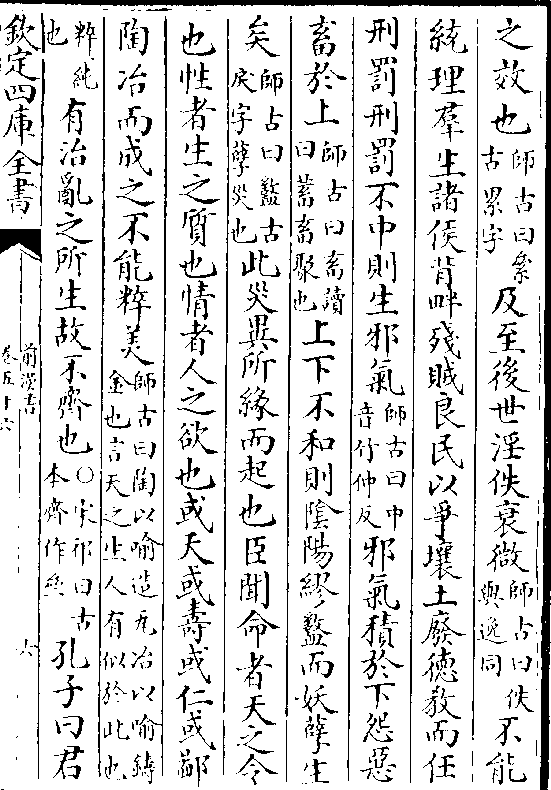 之效也師古曰絫
古累字及至後世淫佚衰微師古曰佚
與逸同不能
統理羣生諸侯背畔殘賊良民以爭壤土廢德教而任
刑罰刑罰不中則生邪氣師古曰中
音竹仲反邪氣積於下怨惡
畜於上師古曰畜讀
曰蓄畜聚也上下不和則陰陽繆盭而妖孽生
矣師古曰盭古
戾字孽災也此災異所緣而起也臣聞命者天之令
也性者生之質也情者人之欲也或夭或壽或仁或鄙
陶冶而成之不能粹美師古曰陶以喻造瓦冶以喻鑄
金也言天之生人有似於此也
粹純
也有治亂之所生故不齊也○宋祁曰古
本齊作𠫼孔子曰君
欽定四庫全書
前漢書
卷五十六
六